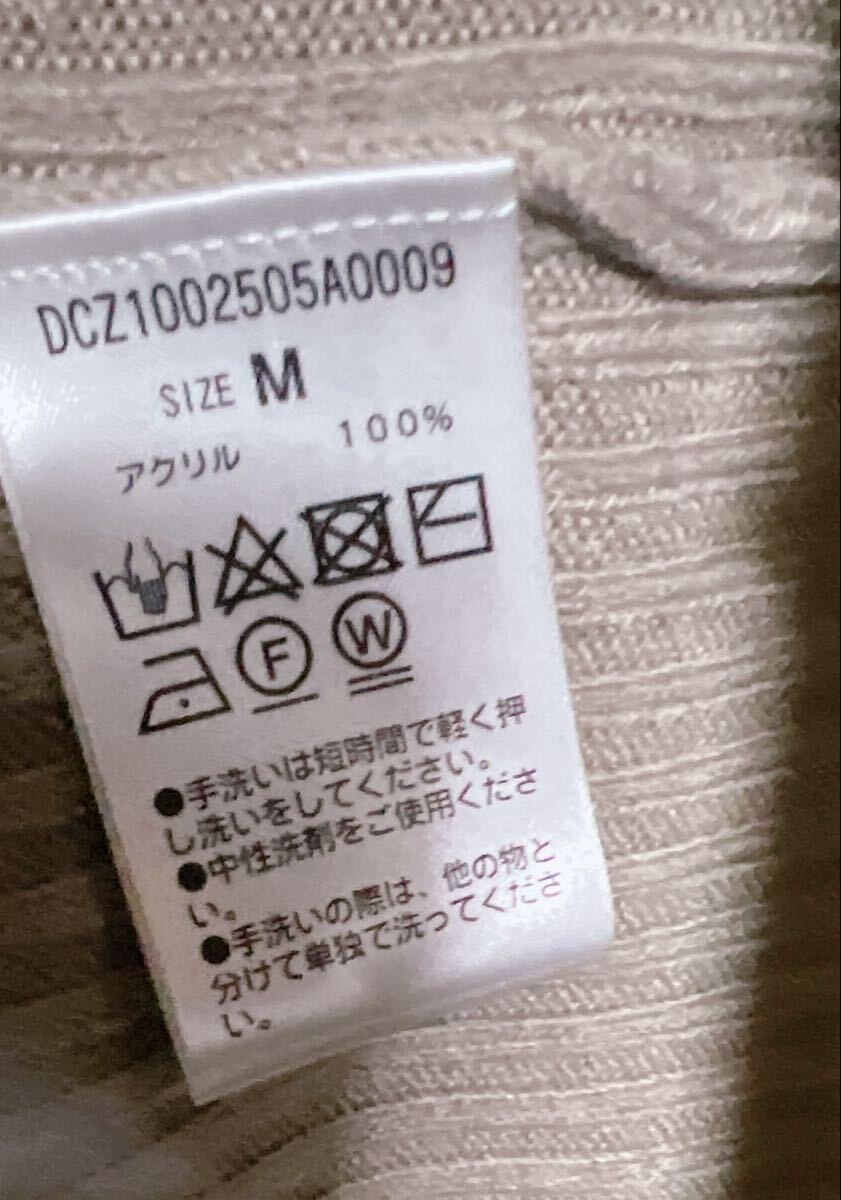 DCZ1002505A0009
SIZE M
アクリル 100%
F W
●手洗いは短時間で軽く押
し洗いをしてください。
●中性洗剤をご使用くださ
い。
●手洗いの際は、他の物と
分けて単独で洗ってくださ
い。